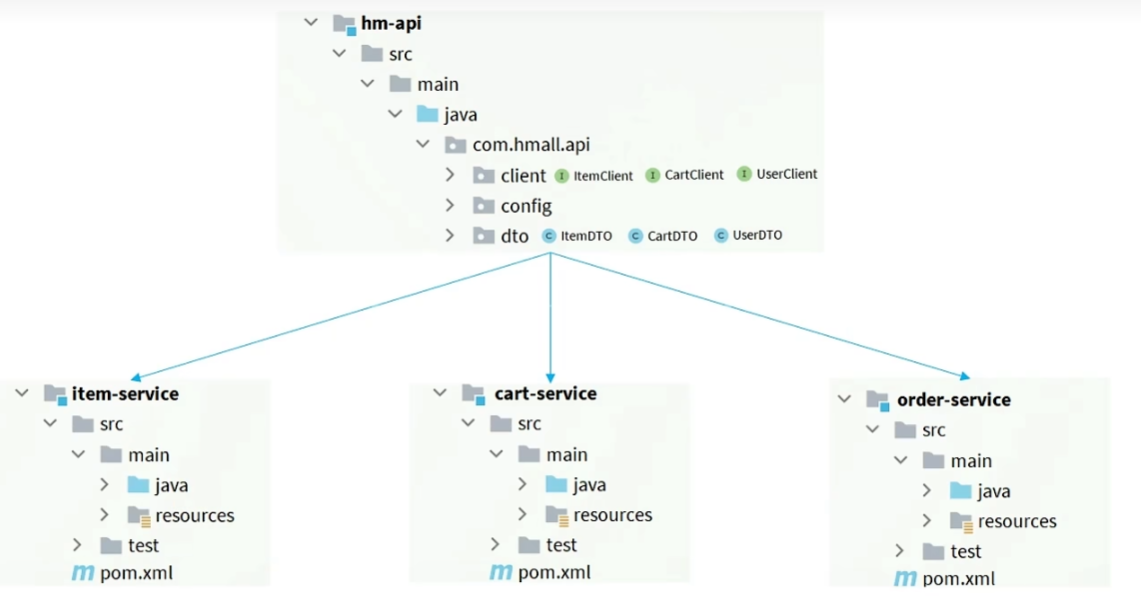 hm-api
src
main
java
com.hmall.api
client I ItemClient I CartClient I UserClient
config
dto C ItemDTO C CartDTO C UserDTO
item-service
src
main
java
resources
test
m pom.xml
cart-service
src
main
java
resources
test
m pom.xml
order-service
src
main
java
resources
test
m pom.xml